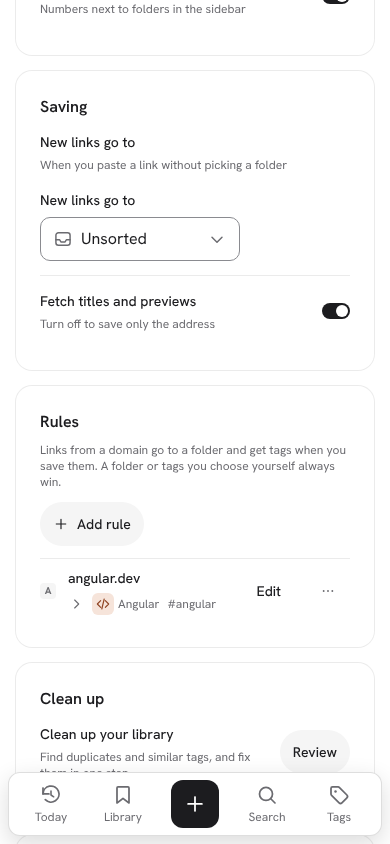 Numbers next to folders in the sidebar
Saving
New links go to
When you paste a link without picking a folder
New links go to
Unsorted
Fetch titles and previews
Turn off to save only the address
Rules
Links from a domain go to a folder and get tags when you
save them. A folder or tags you choose yourself always
win.
Add rule
A
angular.dev
Angular #angular
Edit
Clean up
Clean up your library
Find duplicates and similar tags, and fix
them in one step
Review
Today
Library
Search
Tags